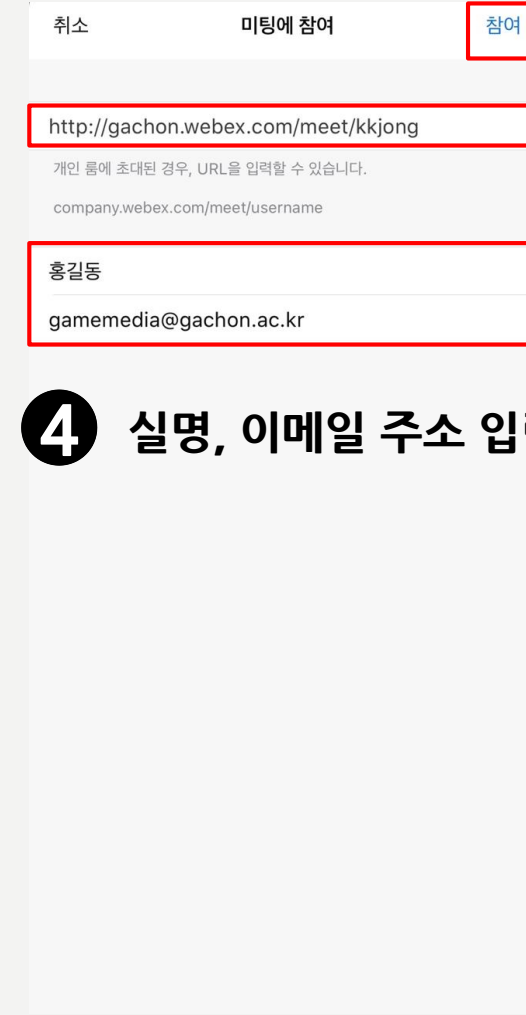 취소 미팅에 참여 참여
http://gachon.webex.com/meet/kkjong
개인 룸에 초대된 경우, URL을 입력할 수 있습니다.
company.webex.com/meet/username
홍길동
gamemedia@gachon.ac.kr
4 실명, 이메일 주소